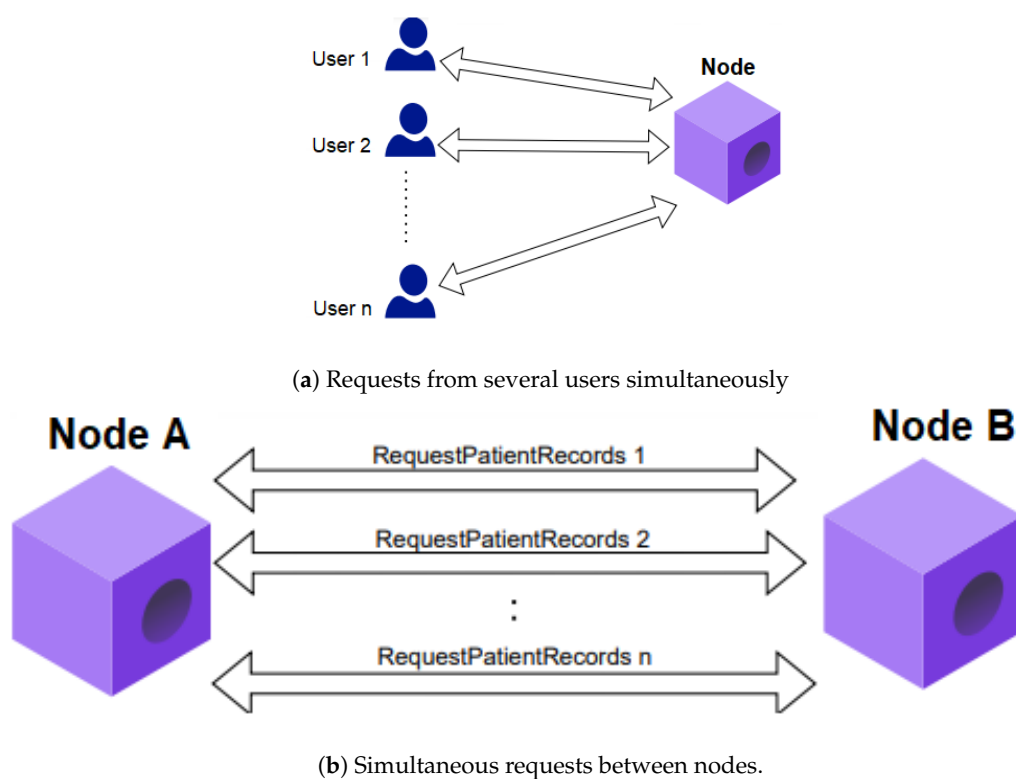 User 1
Node
User 2
User n
(a) Requests from several users simultaneously
Node A
Node B
RequestPatientRecords 1
RequestPatientRecords 2
:
RequestPatientRecords n
(b) Simultaneous requests between nodes.